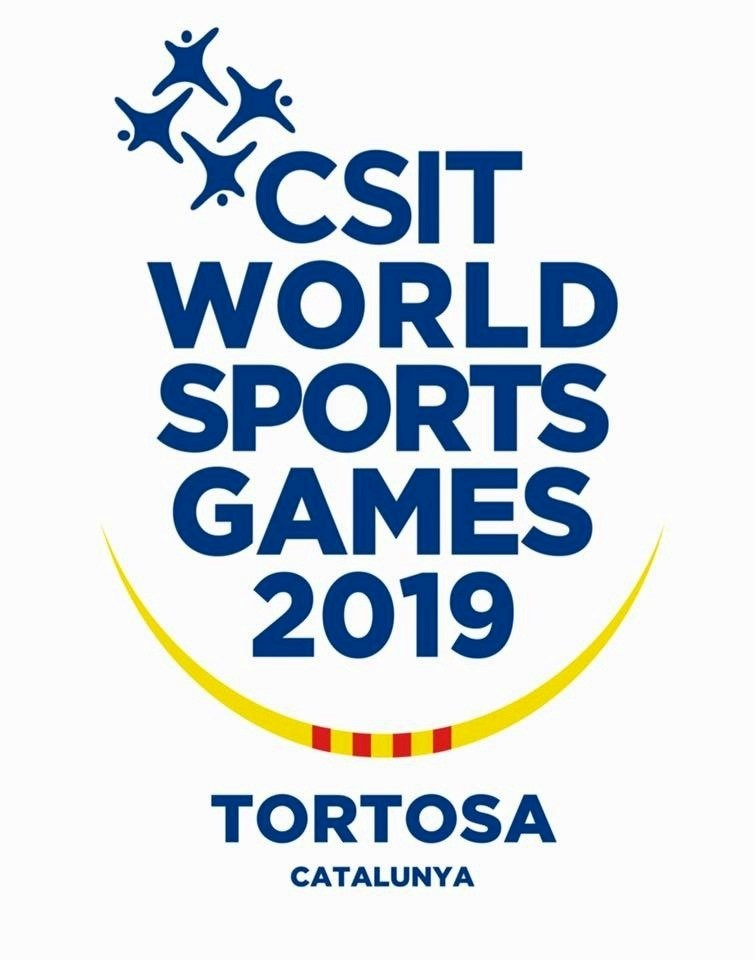 CSIT
WORLD
SPORTS
GAMES
2019
TORTOSA
CATALUNYA